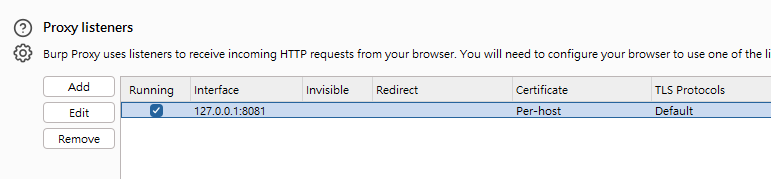 Proxy listeners
Burp Proxy uses listeners to receive incoming HTTP requests from your browser. You will need to configure your browser to use one of the li
Add
Running Interface Invisible Redirect Certificate TLS Protocols
Edit
127.0.0.1:8081 Per-host Default
Remove